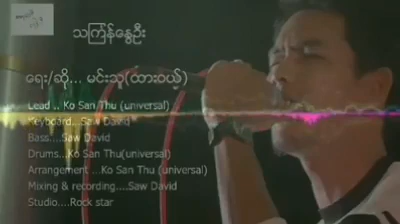 သင်္ကြန်နွေဦး
ရေး/ဆို... မင်းသူ(ထားဝယ်)
Lead .. Ko San Thu (universal)
Keyboard...Saw David
Bass....Saw David
Drums...Ko San Thu(universal)
Arrangement ...Ko San Thu (universal)
Mixing & recording....Saw David
Studio....Rock star